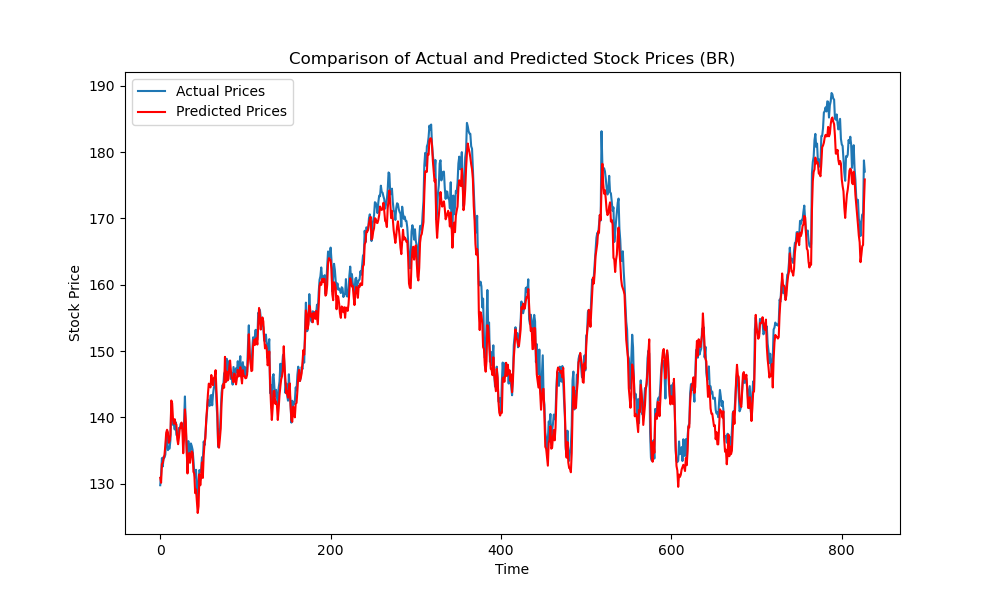 Comparison of Actual and Predicted Stock Prices (BR)
Actual Prices
Predicted Prices
190
180
170
160
150
140
130
Stock Price
0 200 400 600 800
Time